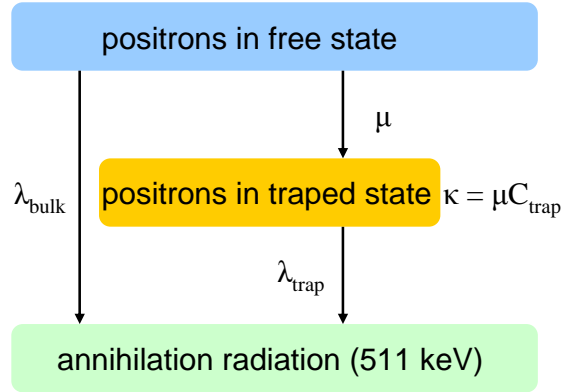 positrons in free state
μ
λbulk
positrons in traped state
κ = μCtrap
λtrap
annihilation radiation (511 keV)